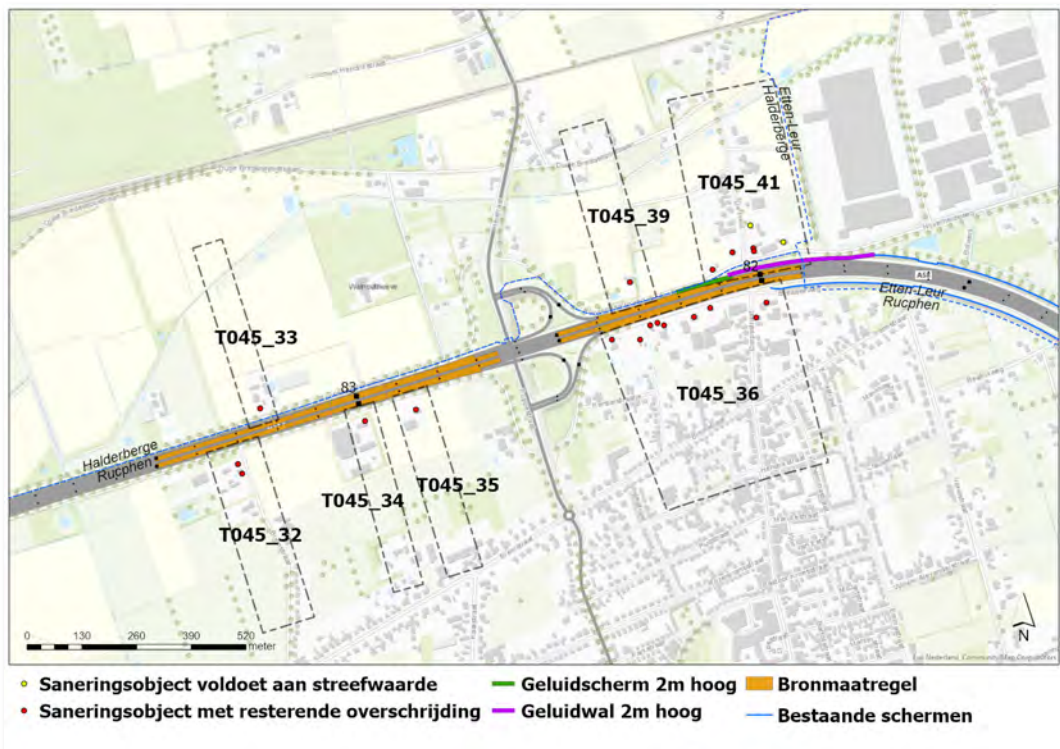 Etten-Leur
Halderberge
T045_41
T045_39
82
A58
Etten-Leur
Rucphen
T045_33
T045_36
83
Halderberge
Rucphen
T045_35
T045_34
T045_32
0 130 260 390 520
meter
N
Saneringsobject voldoet aan streefwaarde
Geluidscherm 2m hoog
Bronmaatregel
Saneringsobject met resterende overschrijding
Geluidwal 2m hoog
Bestaande schermen